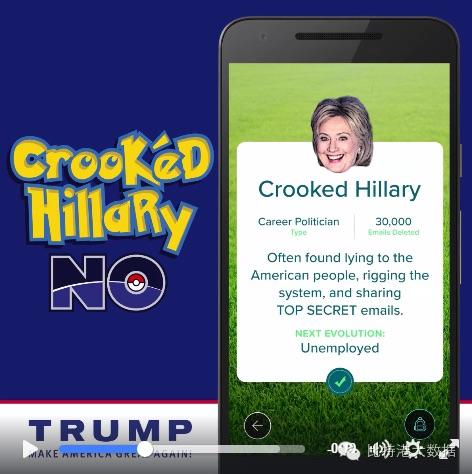 CrooKéD
HiLLARy
NO
Crooked Hillary
Career Politician
Type
30,000
Emails Deleted
Often found lying to the
American people, rigging the
system, and sharing
TOP SECRET emails.
NEXT EVOLUTION:
Unemployed
TRUMP
MAKE AMERICA GREAT AGAIN!